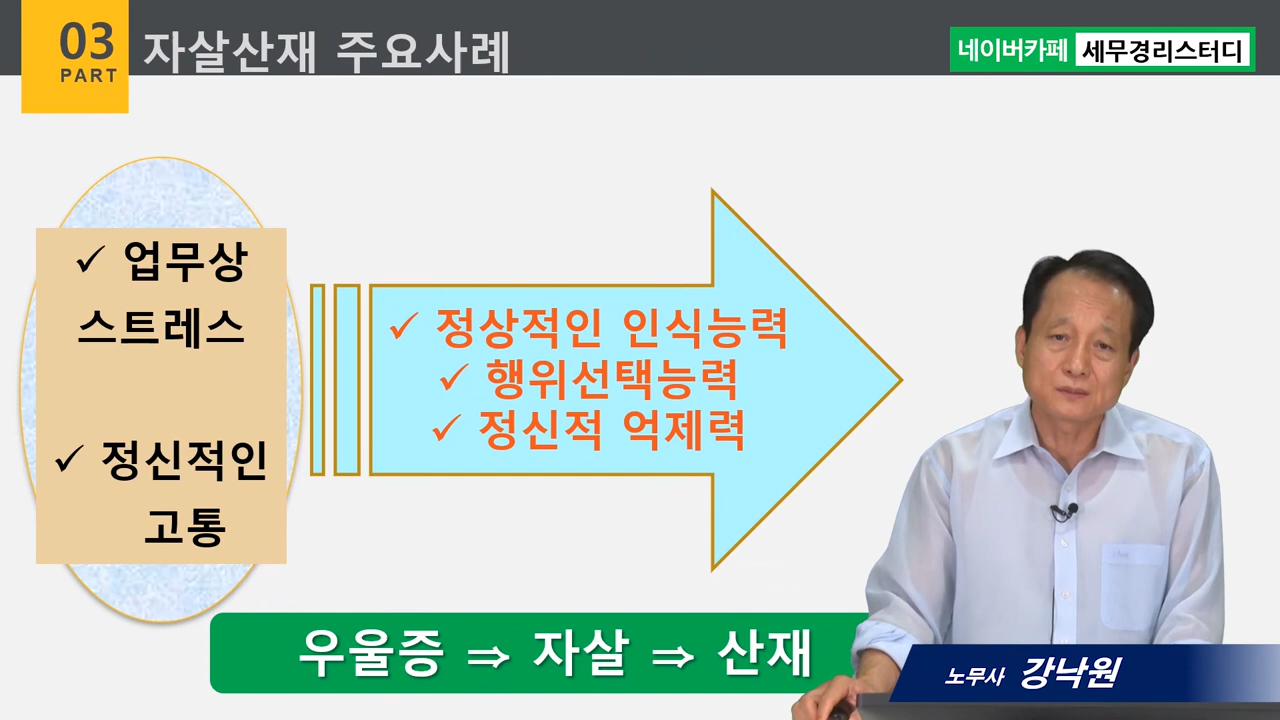 03
PART
자살산재 주요사례
네이버카페 세무경리스터디
✓ 업무상
스트레스
✓ 정신적인
고통
✓ 정상적인 인식능력
✓ 행위선택능력
✓ 정신적 억제력
우울증 ⇒ 자살 ⇒ 산재
노무사 강낙원